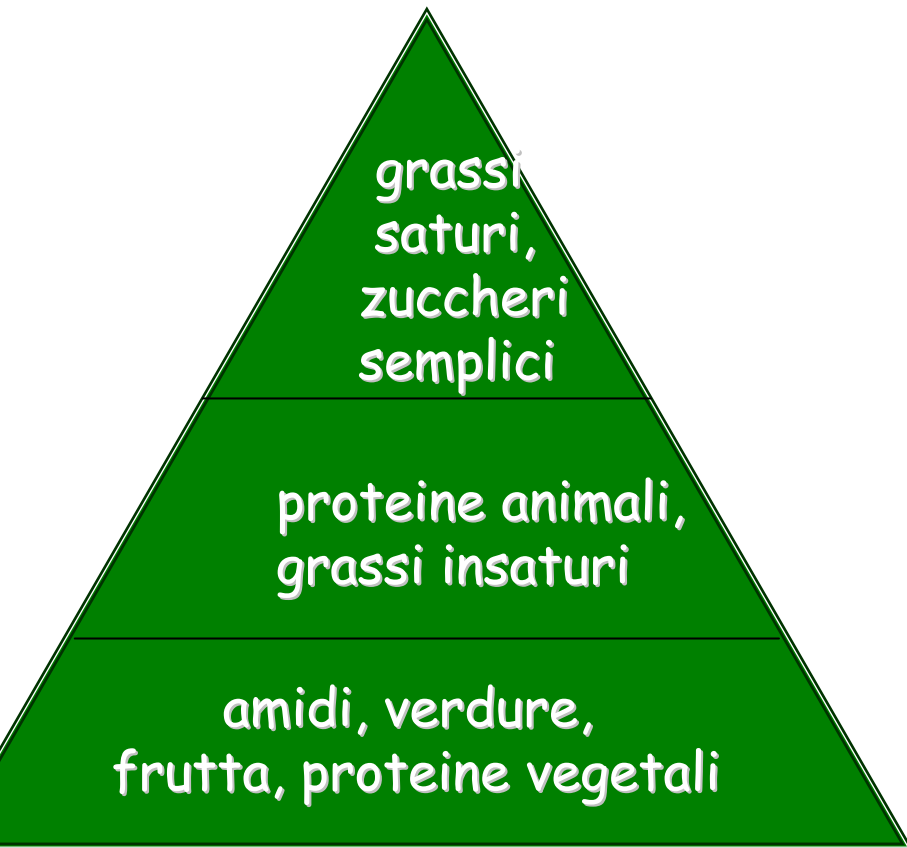 grassi
saturi,
zuccheri
semplici
proteine animali,
grassi insaturi
amidi, verdure,
frutta, proteine vegetali